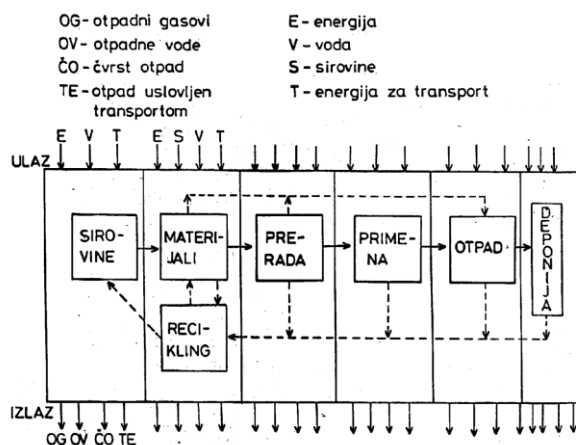 OG-otpadni gasovi
OV-otpadne vode
ČO-čvrst otpad
TE-otpad uslovljen
transportom
E-energija
V-voda
S-sirovine
T-energija za transport
E V T E S V T
ULAZ
SIRO-
VINE
MATERI-
JALI
PRE-
RADA
PRIME-
NA
OTPAD
DEPONIJA
RECI-
KLING
IZLAZ
OG OV ČO TE